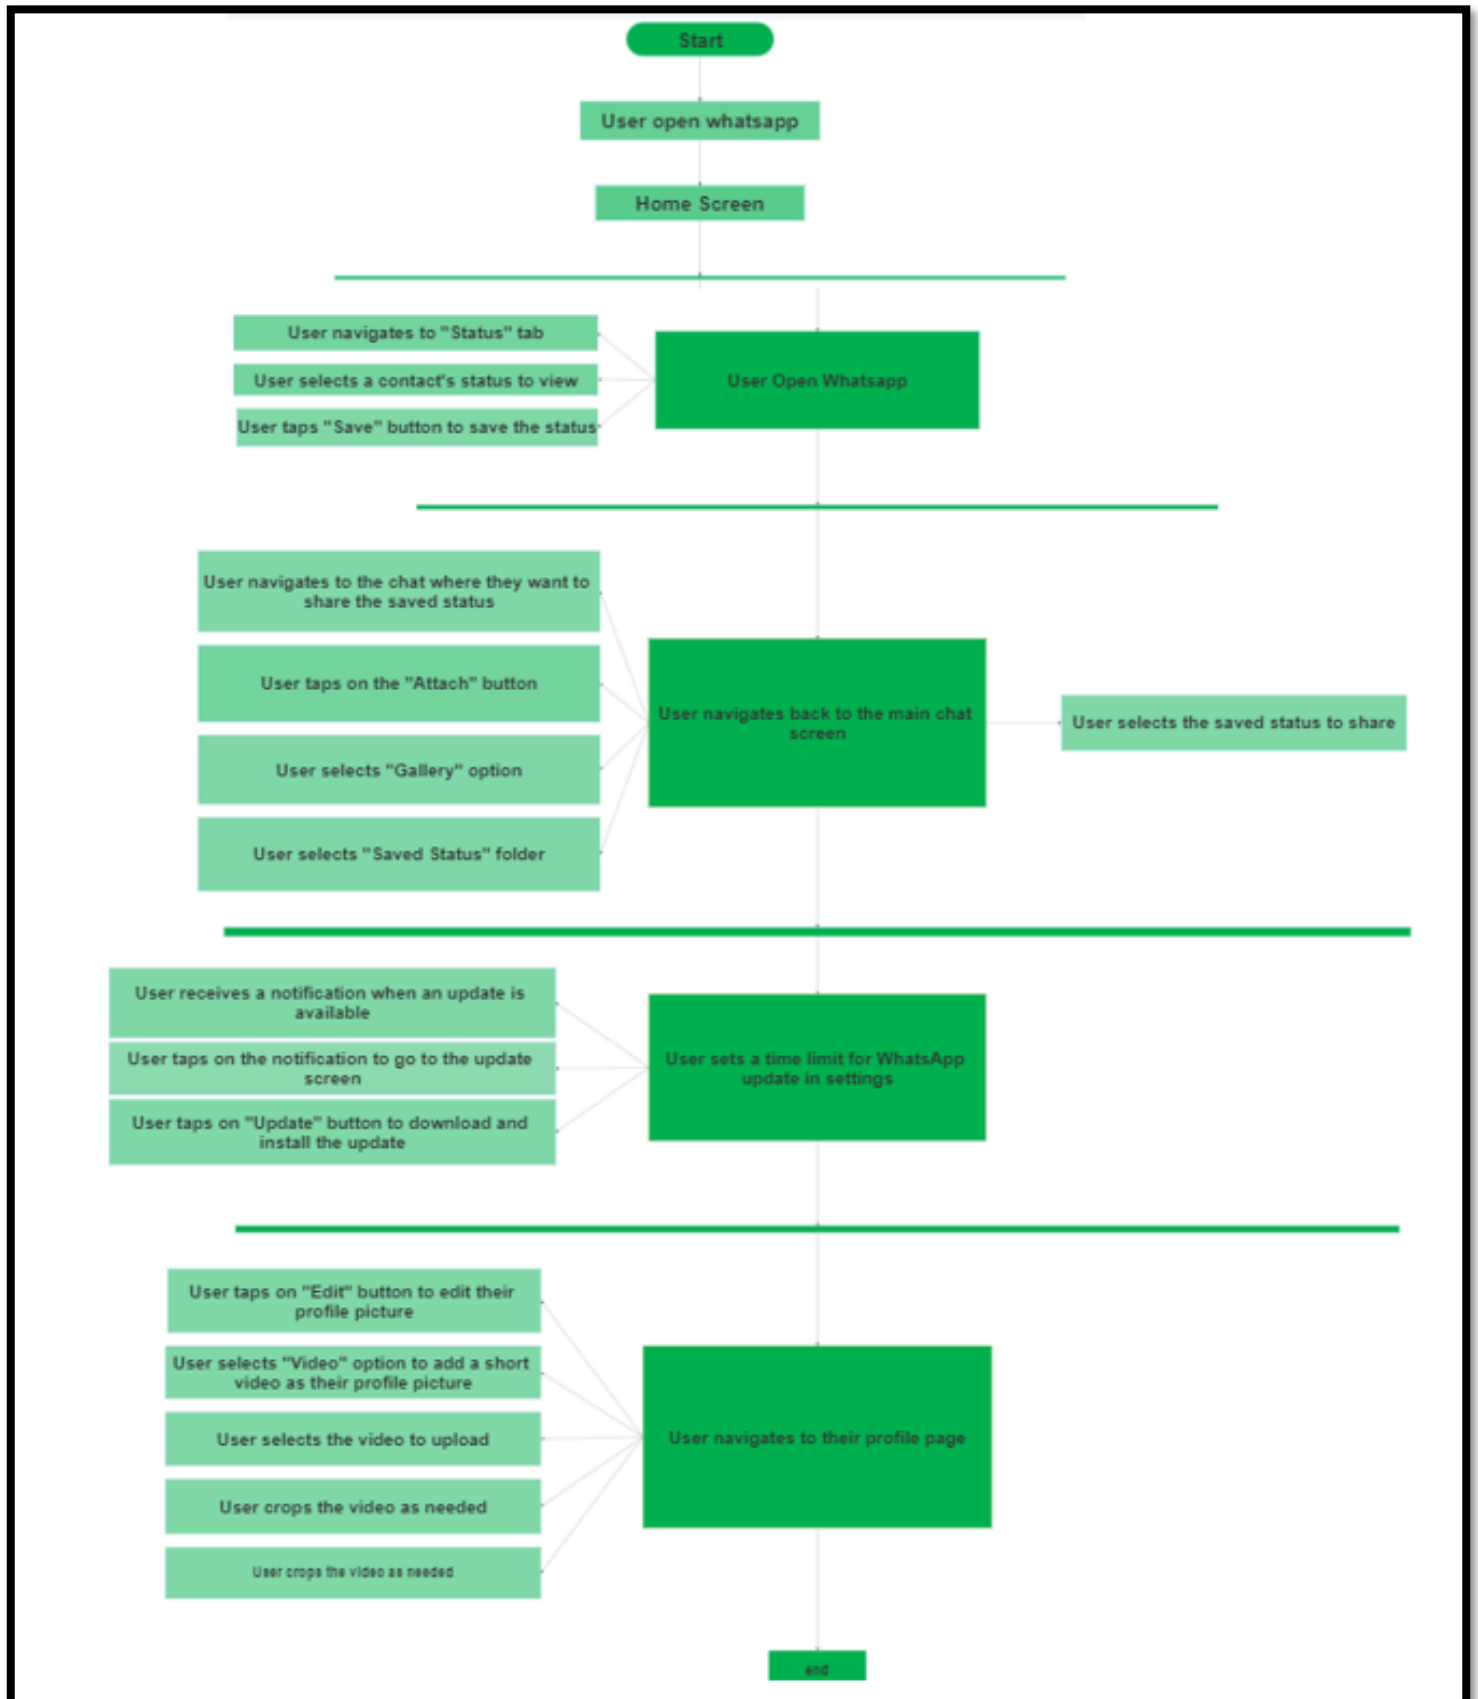 Start
User open whatsapp
Home Screen
User navigates to "Status" tab
User selects a contact's status to view
User taps "Save" button to save the status
User Open Whatsapp
User navigates to the chat where they want to
share the saved status
User taps on the "Attach" button
User selects "Gallery" option
User selects "Saved Status" folder
User navigates back to the main chat
screen
User selects the saved status to share
User receives a notification when an update is
available
User taps on the notification to go to the update
screen
User taps on "Update" button to download and
install the update
User sets a time limit for WhatsApp
update in settings
User taps on "Edit" button to edit their
profile picture
User selects "Video" option to add a short
video as their profile picture
User selects the video to upload
User crops the video as needed
User crops the video as needed
User navigates to their profile page
end